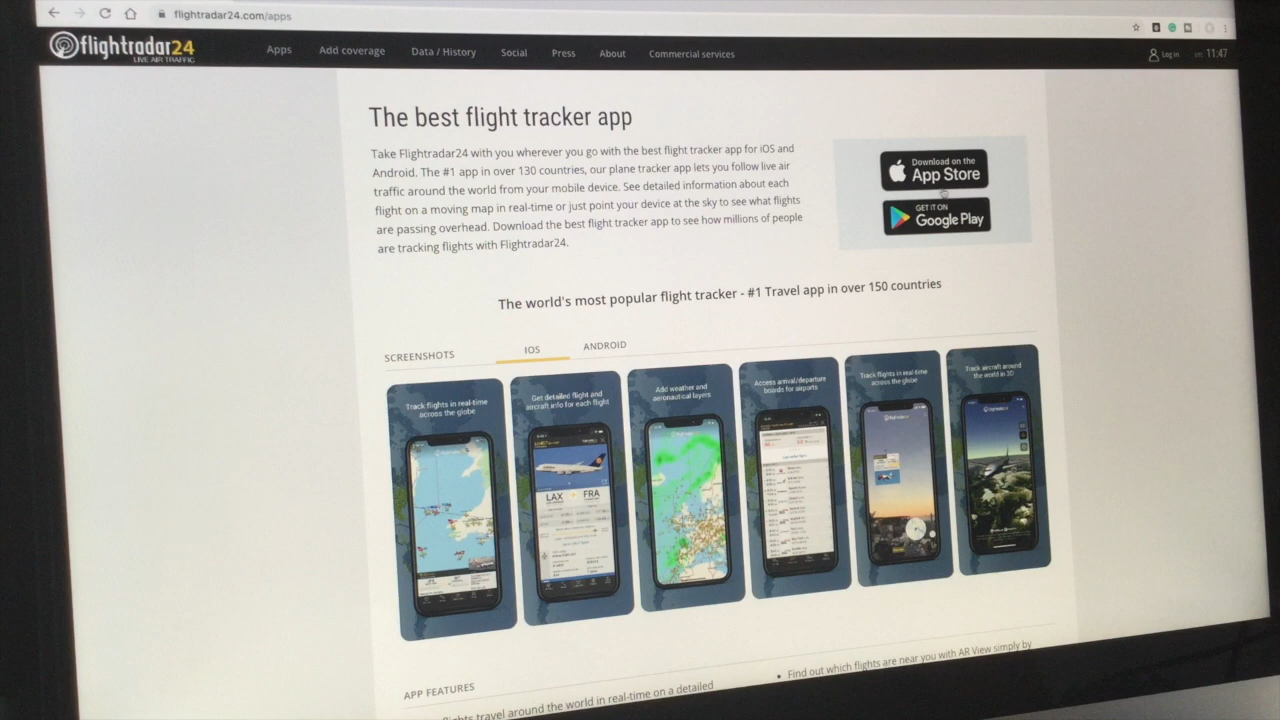 flightradar24.com/apps
flightradar24
LIVE AIR TRAFFIC
Apps
Add coverage
Data / History
Social
Press
About
Commercial services
Log in
11:47
The best flight tracker app
Take Flightradar24 with you wherever you go with the best flight tracker app for iOS and
Android. The #1 app in over 130 countries, our plane tracker app lets you follow live air
traffic around the world from your mobile device. See detailed information about each
flight on a moving map in real-time or just point your device at the sky to see what flights
are passing overhead. Download the best flight tracker app to see how millions of people
are tracking flights with Flightradar24.
Download on the
App Store
GET IT ON
Google Play
The world's most popular flight tracker - #1 Travel app in over 150 countries
SCREENSHOTS
IOS
ANDROID
Track flights in real-time
across the globe
Get detailed flight and
aircraft info for each flight
LAX
FRA
Add weather and
aeronautical layers
Access arrival/departure
boards for airports
Track flights in real-time
across the globe
Track aircraft around
the world in 3D
APP FEATURES
travel around the world in real-time on a detailed
• Find out which flights are near you with AR View simply by